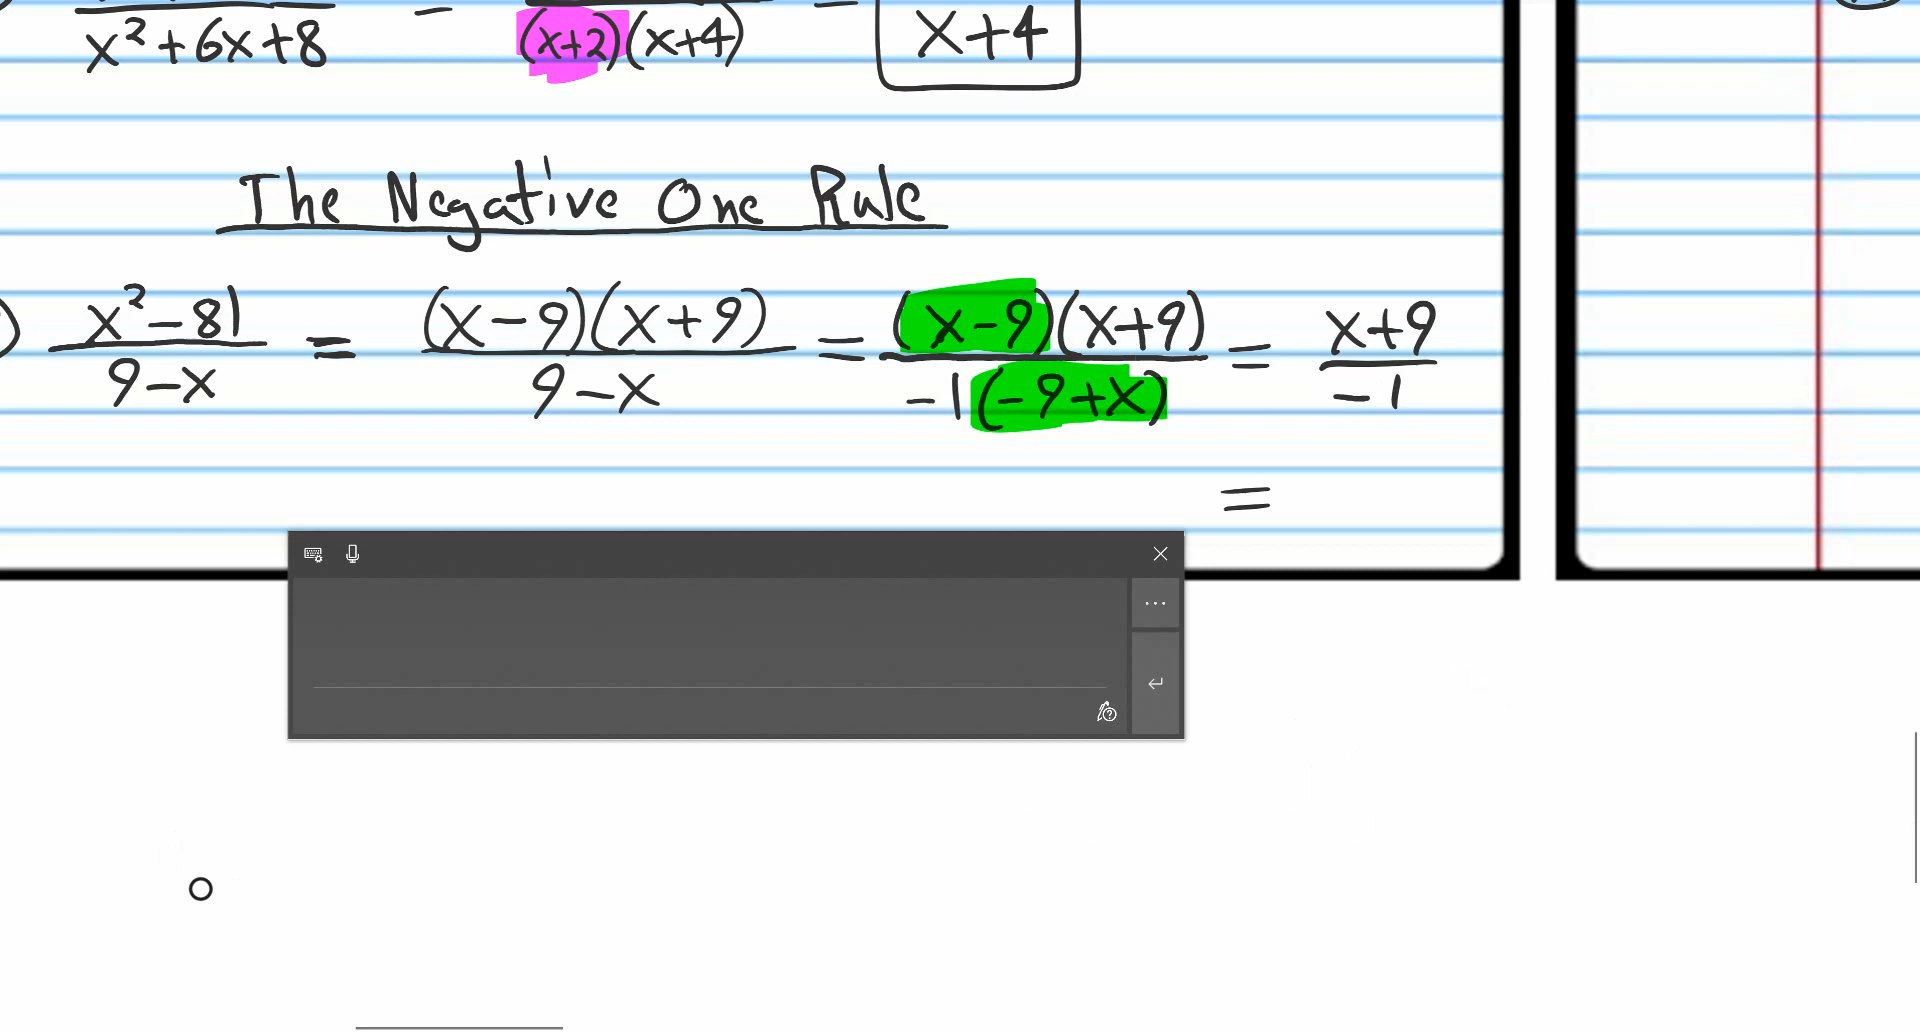 x²+6x+8 − (x+2)(x+4) = x+4
The Negative One Rule
) x²−81 / 9−x = (x−9)(x+9) / 9−x = (x−9)(x+9) / −1(−9+x) = x+9 / −1
=